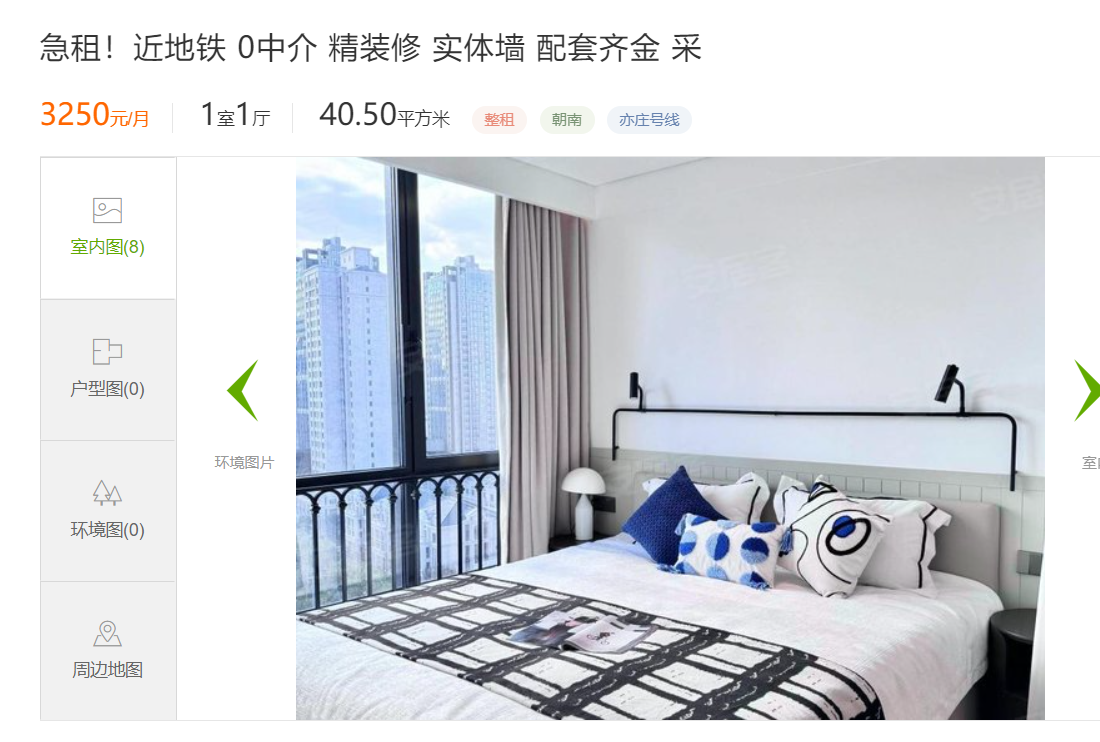 急租！近地铁 0中介 精装修 实体墙 配套齐金 采
3250元/月 1室1厅 40.50平方米 整租 朝南 亦庄号线
室内图(8)
户型图(0)
环境图片
环境图(0)
周边地图